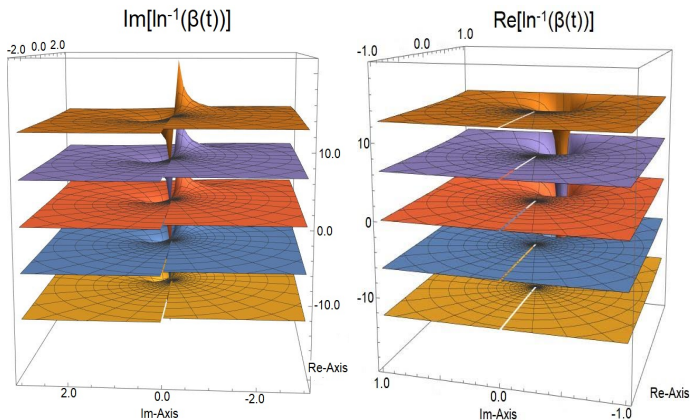 Im[ln⁻¹(β(t))]
Re[ln⁻¹(β(t))]
-2.0 0.0 2.0
10.0
0.0
-10.0
Re-Axis
2.0 0.0 -2.0
Im-Axis
-1.0 0.0 1.0
10
0
-10
Re-Axis
1.0 0.0 -1.0
Im-Axis